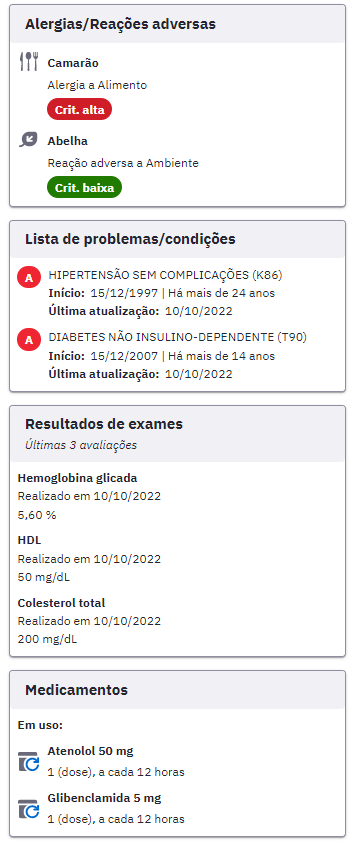 Alergias/Reações adversas
Camarão
Alergia a Alimento
Crit. alta
Abelha
Reação adversa a Ambiente
Crit. baixa
Lista de problemas/condições
A HIPERTENSÃO SEM COMPLICAÇÕES (K86)
Início: 15/12/1997 | Há mais de 24 anos
Última atualização: 10/10/2022
A DIABETES NÃO INSULINO-DEPENDENTE (T90)
Início: 15/12/2007 | Há mais de 14 anos
Última atualização: 10/10/2022
Resultados de exames
Últimas 3 avaliações
Hemoglobina glicada
Realizado em 10/10/2022
5,60 %
HDL
Realizado em 10/10/2022
50 mg/dL
Colesterol total
Realizado em 10/10/2022
200 mg/dL
Medicamentos
Em uso:
Atenolol 50 mg
1 (dose), a cada 12 horas
Glibenclamida 5 mg
1 (dose), a cada 12 horas